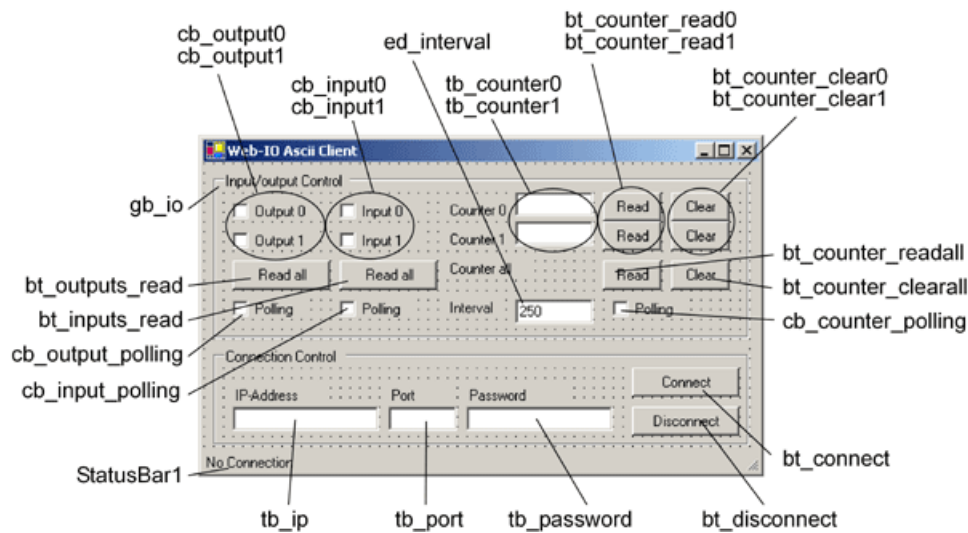 bt_counter_read0
bt_counter_read1
cb_output0
cb_output1
ed_interval
cb_input0
cb_input1
tb_counter0
tb_counter1
bt_counter_clear0
bt_counter_clear1
Web-IO Ascii Client
Input/output Control
gb_io
Output 0
Input 0
Counter 0
Read
Clear
Output 1
Input 1
Counter 1
Read
Clear
bt_counter_readall
Read all
Read all
Counter all
Read
Clear
bt_outputs_read
bt_counter_clearall
Polling
Polling
Interval
250
Polling
bt_inputs_read
cb_counter_polling
cb_output_polling
Connection Control
cb_input_polling
Connect
IP-Address
Port
Password
Disconnect
No Connection
bt_connect
StatusBar1
tb_ip
tb_port
tb_password
bt_disconnect